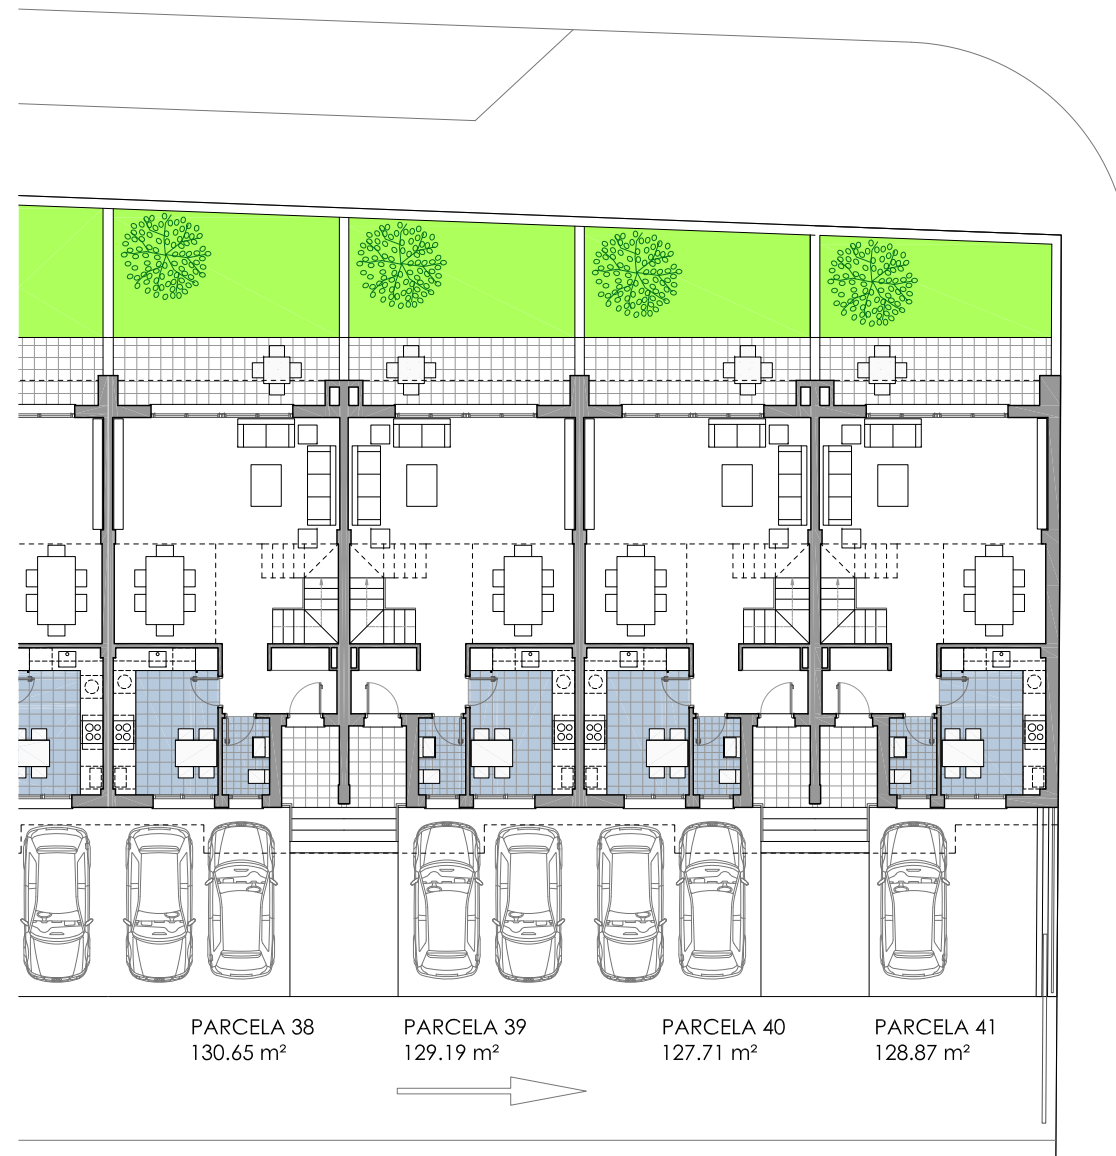 PARCELA 38
130.65 m²
PARCELA 39
129.19 m²
PARCELA 40
127.71 m²
PARCELA 41
128.87 m²